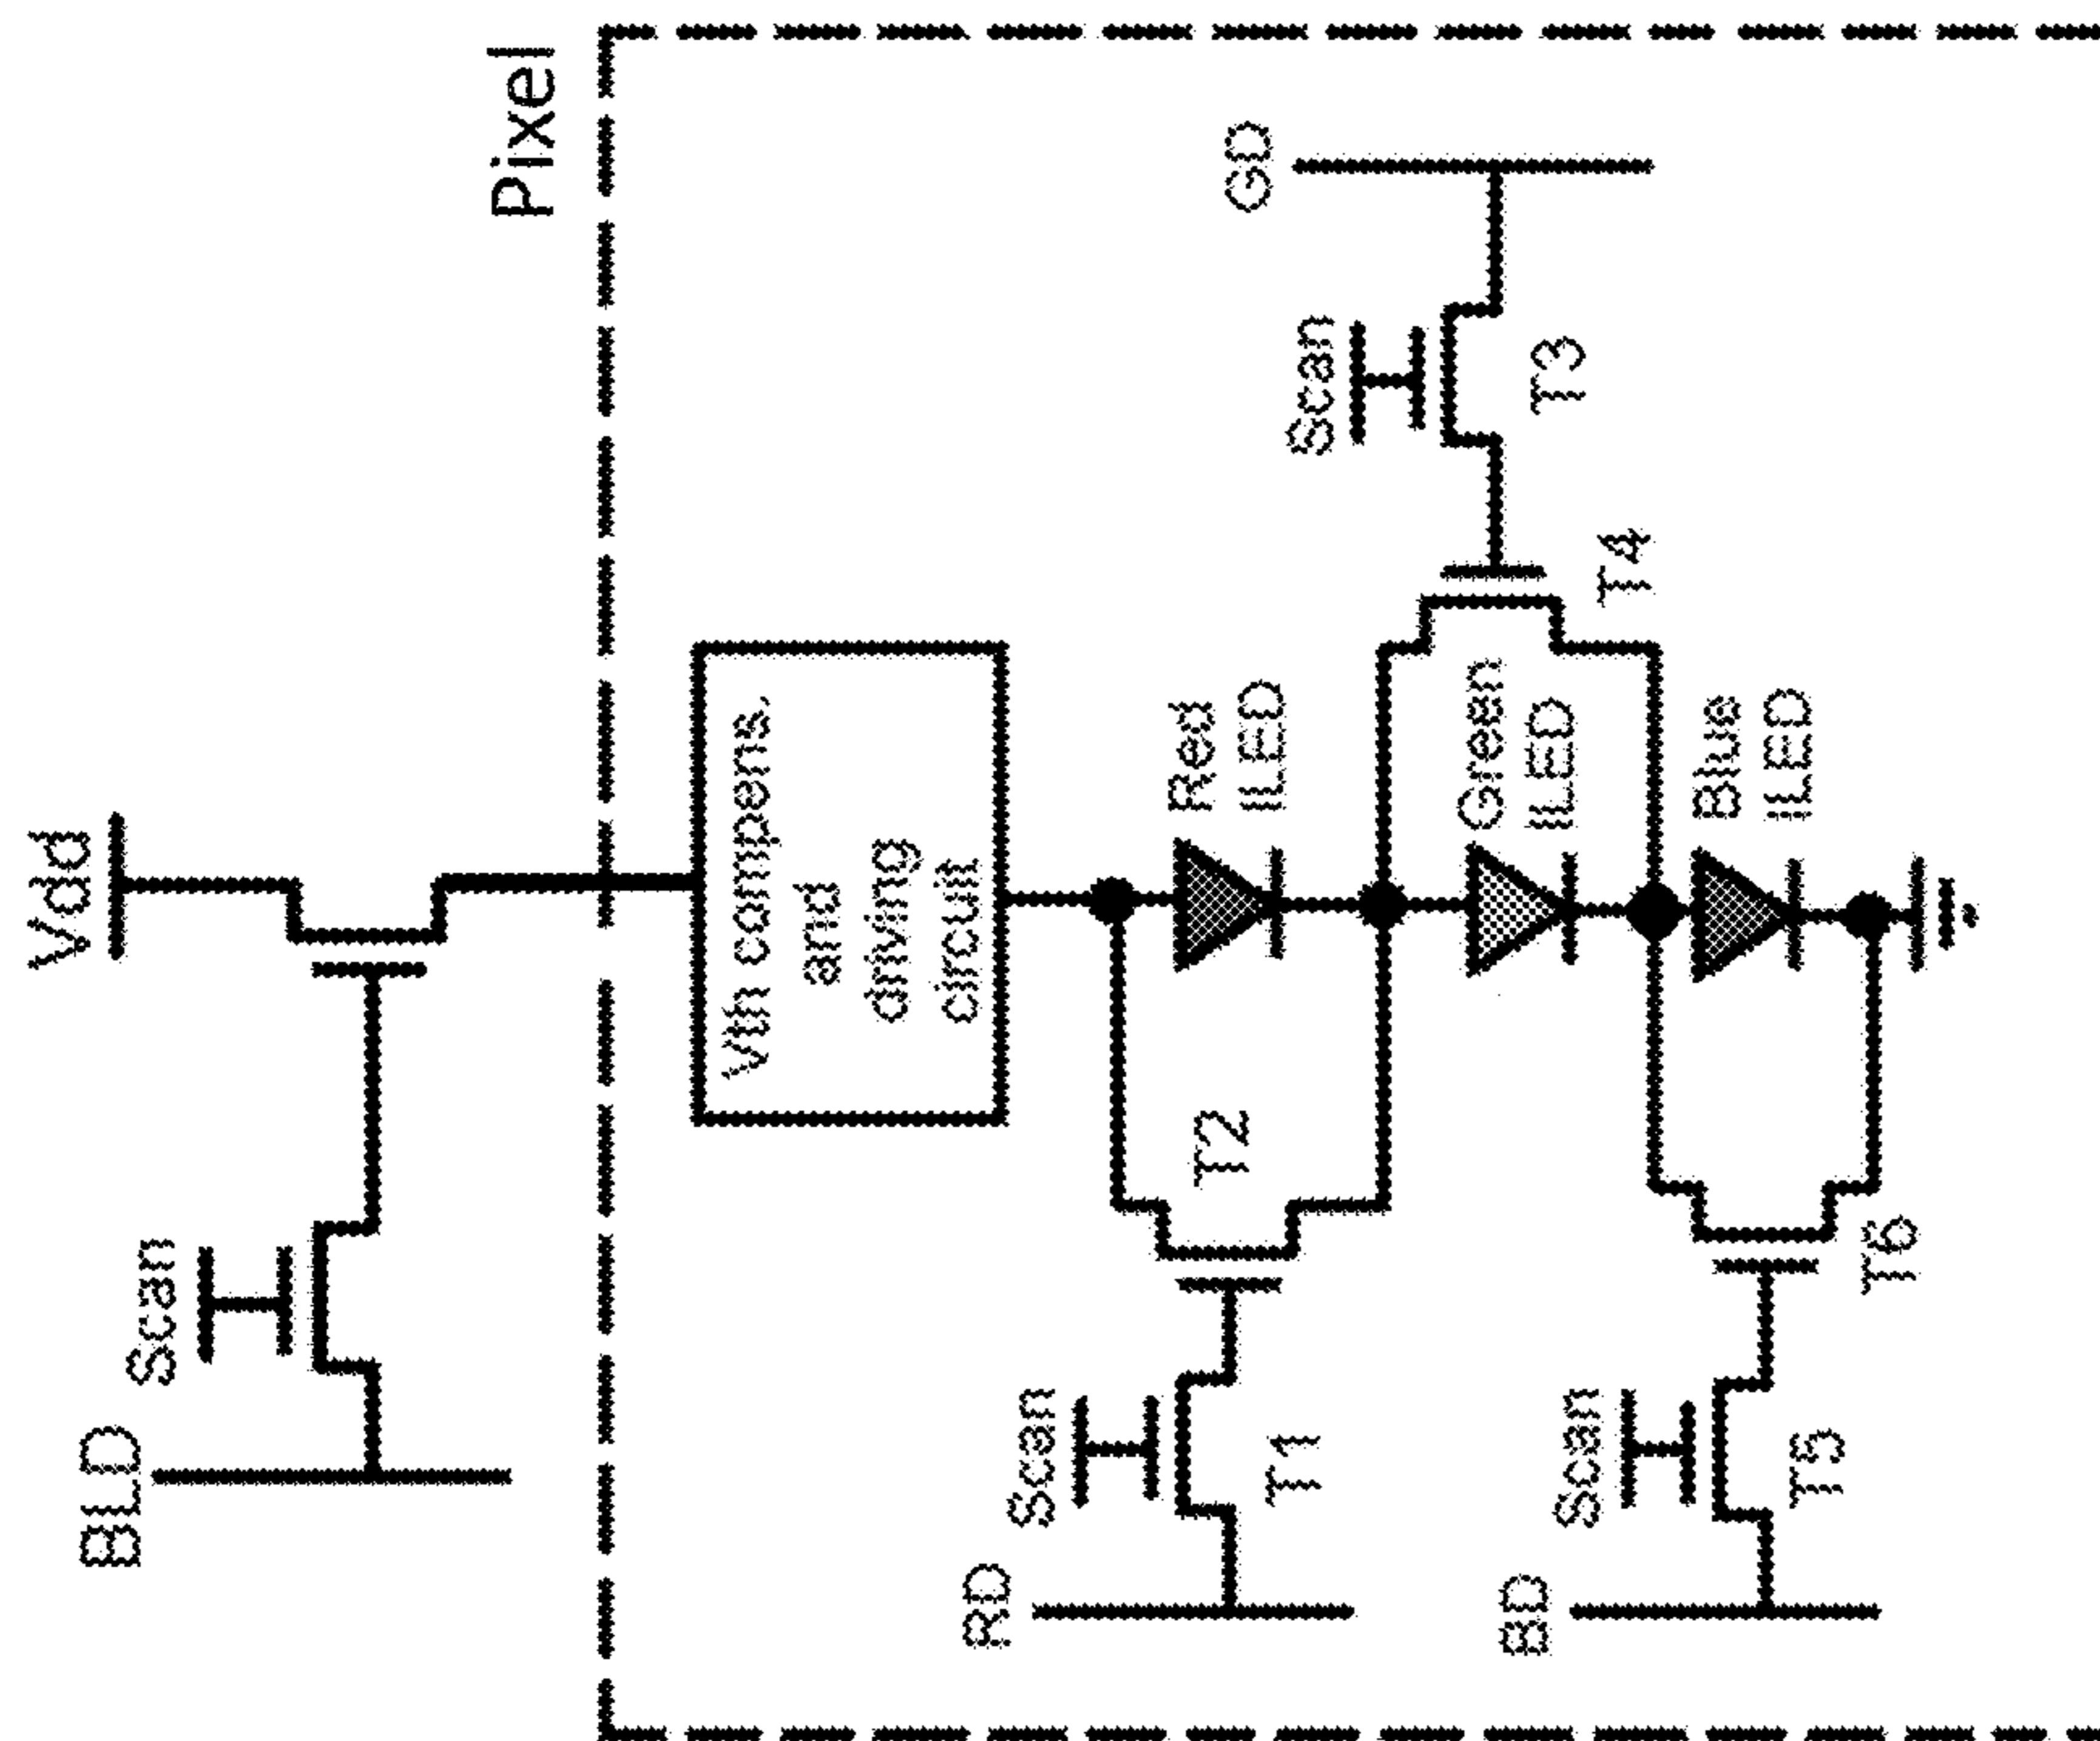 Vdd
BLD
Scan
Pixel
Vth compens.
and
driving
circuit
RD
Scan
T1
T2
Red
ILED
GD
Scan
T3
T4
Green
ILED
Blue
ILED
BD
Scan
T5
T6